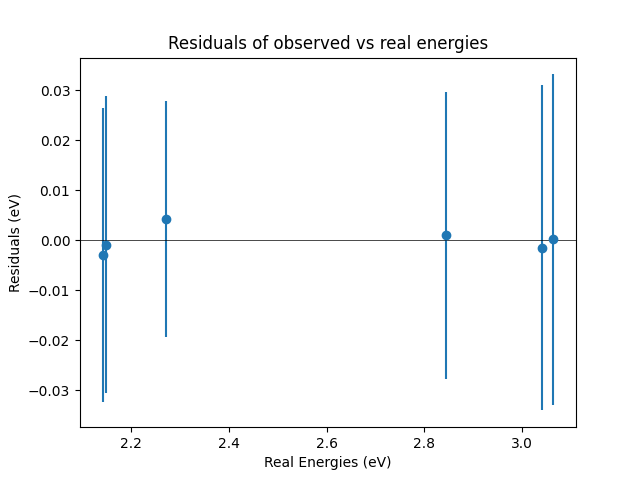 Residuals of observed vs real energies
0.03
0.02
0.01
0.00
−0.01
−0.02
−0.03
Residuals (eV)
2.2 2.4 2.6 2.8 3.0
Real Energies (eV)